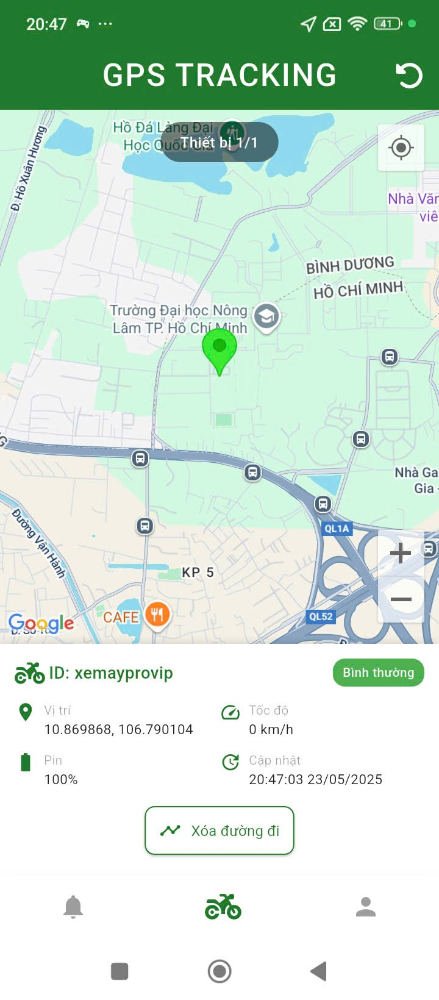 20:47
41
GPS TRACKING
Hồ Đá Làng Đại
Học Quốc Gia
Thiết bị 1/1
Đ. Hồ Xuân Hương
Nhà Văn
viê
BÌNH DƯƠNG
HỒ CHÍ MINH
Trường Đại học Nông
Lâm TP. Hồ Chí Minh
Nhà Ga
Gia -
QL1A
Đường Vân Hành
KP 5
CAFE
QL52
Google
+
−
ID: xemayprovip
Bình thường
Vị trí
10.869868, 106.790104
Tốc độ
0 km/h
Pin
100%
Cập nhật
20:47:03 23/05/2025
Xóa đường đi